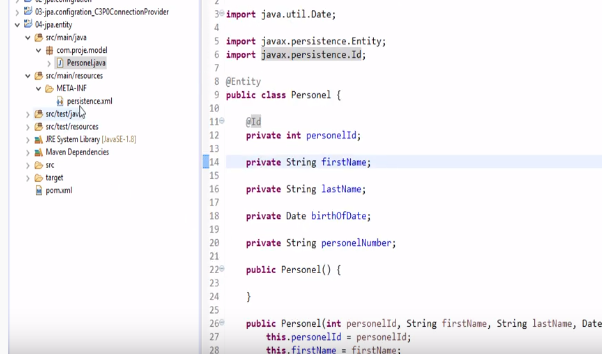 02-jpa.configration
03-jpa.configration_C3P0ConnectionProvider
04-jpa.entity
src/main/java
com.proje.model
Personel.java
src/main/resources
META-INF
persistence.xml
src/test/java
src/test/resources
JRE System Library [JavaSE-1.8]
Maven Dependencies
src
target
pom.xml
2
3 import java.util.Date;
4
5 import javax.persistence.Entity;
6 import javax.persistence.Id;
7
8 @Entity
9 public class Personel {
10
11 @Id
12 private int personelId;
13
14 private String firstName;
15
16 private String lastName;
17
18 private Date birthOfDate;
19
20 private String personelNumber;
21
22 public Personel() {
23
24 }
25
26 public Personel(int personelId, String firstName, String lastName, Date
27 this.personelId = personelId;
28 this.firstName = firstName;